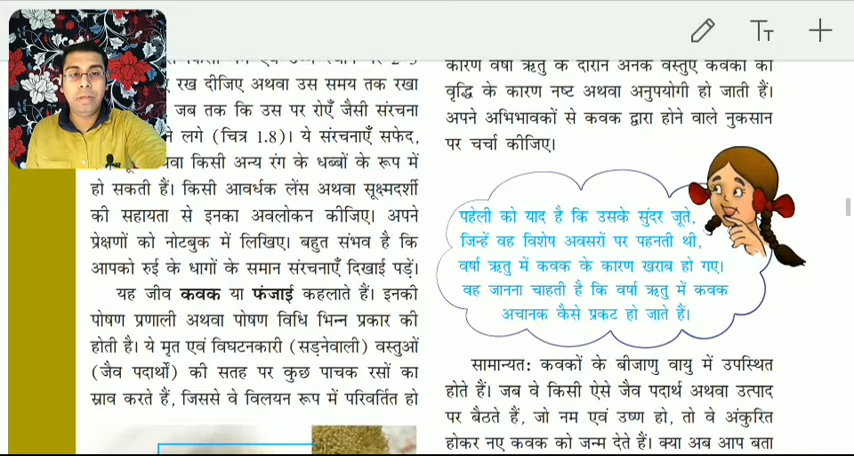 रख दीजिए अथवा उस समय तक रखा
जब तक कि उस पर रोएँ जैसी संरचना
लगे (चित्र 1.8)। ये संरचनाएँ सफेद,
किसी अन्य रंग के धब्बों के रूप में
हो सकती हैं। किसी आवर्धक लेंस अथवा सूक्ष्मदर्शी
की सहायता से इनका अवलोकन कीजिए। अपने
प्रेक्षणों को नोटबुक में लिखिए। बहुत संभव है कि
आपको रुई के धागों के समान संरचनाएँ दिखाई पड़ें।
यह जीव कवक या फंजाई कहलाते हैं। इनकी
पोषण प्रणाली अथवा पोषण विधि भिन्न प्रकार की
होती है। ये मृत एवं विघटनकारी (सड़नेवाली) वस्तुओं
(जैव पदार्थों) की सतह पर कुछ पाचक रसों का
स्राव करते हैं, जिससे वे विलयन रूप में परिवर्तित हो
कारण वर्षा ऋतु के दौरान अनेक वस्तुएँ कवकों की
वृद्धि के कारण नष्ट अथवा अनुपयोगी हो जाती हैं।
अपने अभिभावकों से कवक द्वारा होने वाले नुकसान
पर चर्चा कीजिए।
पहेली को याद है कि उसके सुंदर जूते,
जिन्हें वह विशेष अवसरों पर पहनती थी,
वर्षा ऋतु में कवक के कारण खराब हो गए।
वह जानना चाहती है कि वर्षा ऋतु में कवक
अचानक कैसे प्रकट हो जाते हैं।
सामान्यत: कवकों के बीजाणु वायु में उपस्थित
होते हैं। जब वे किसी ऐसे जैव पदार्थ अथवा उत्पाद
पर बैठते हैं, जो नम एवं उष्ण हो, तो वे अंकुरित
होकर नए कवक को जन्म देते हैं। क्या अब आप बता